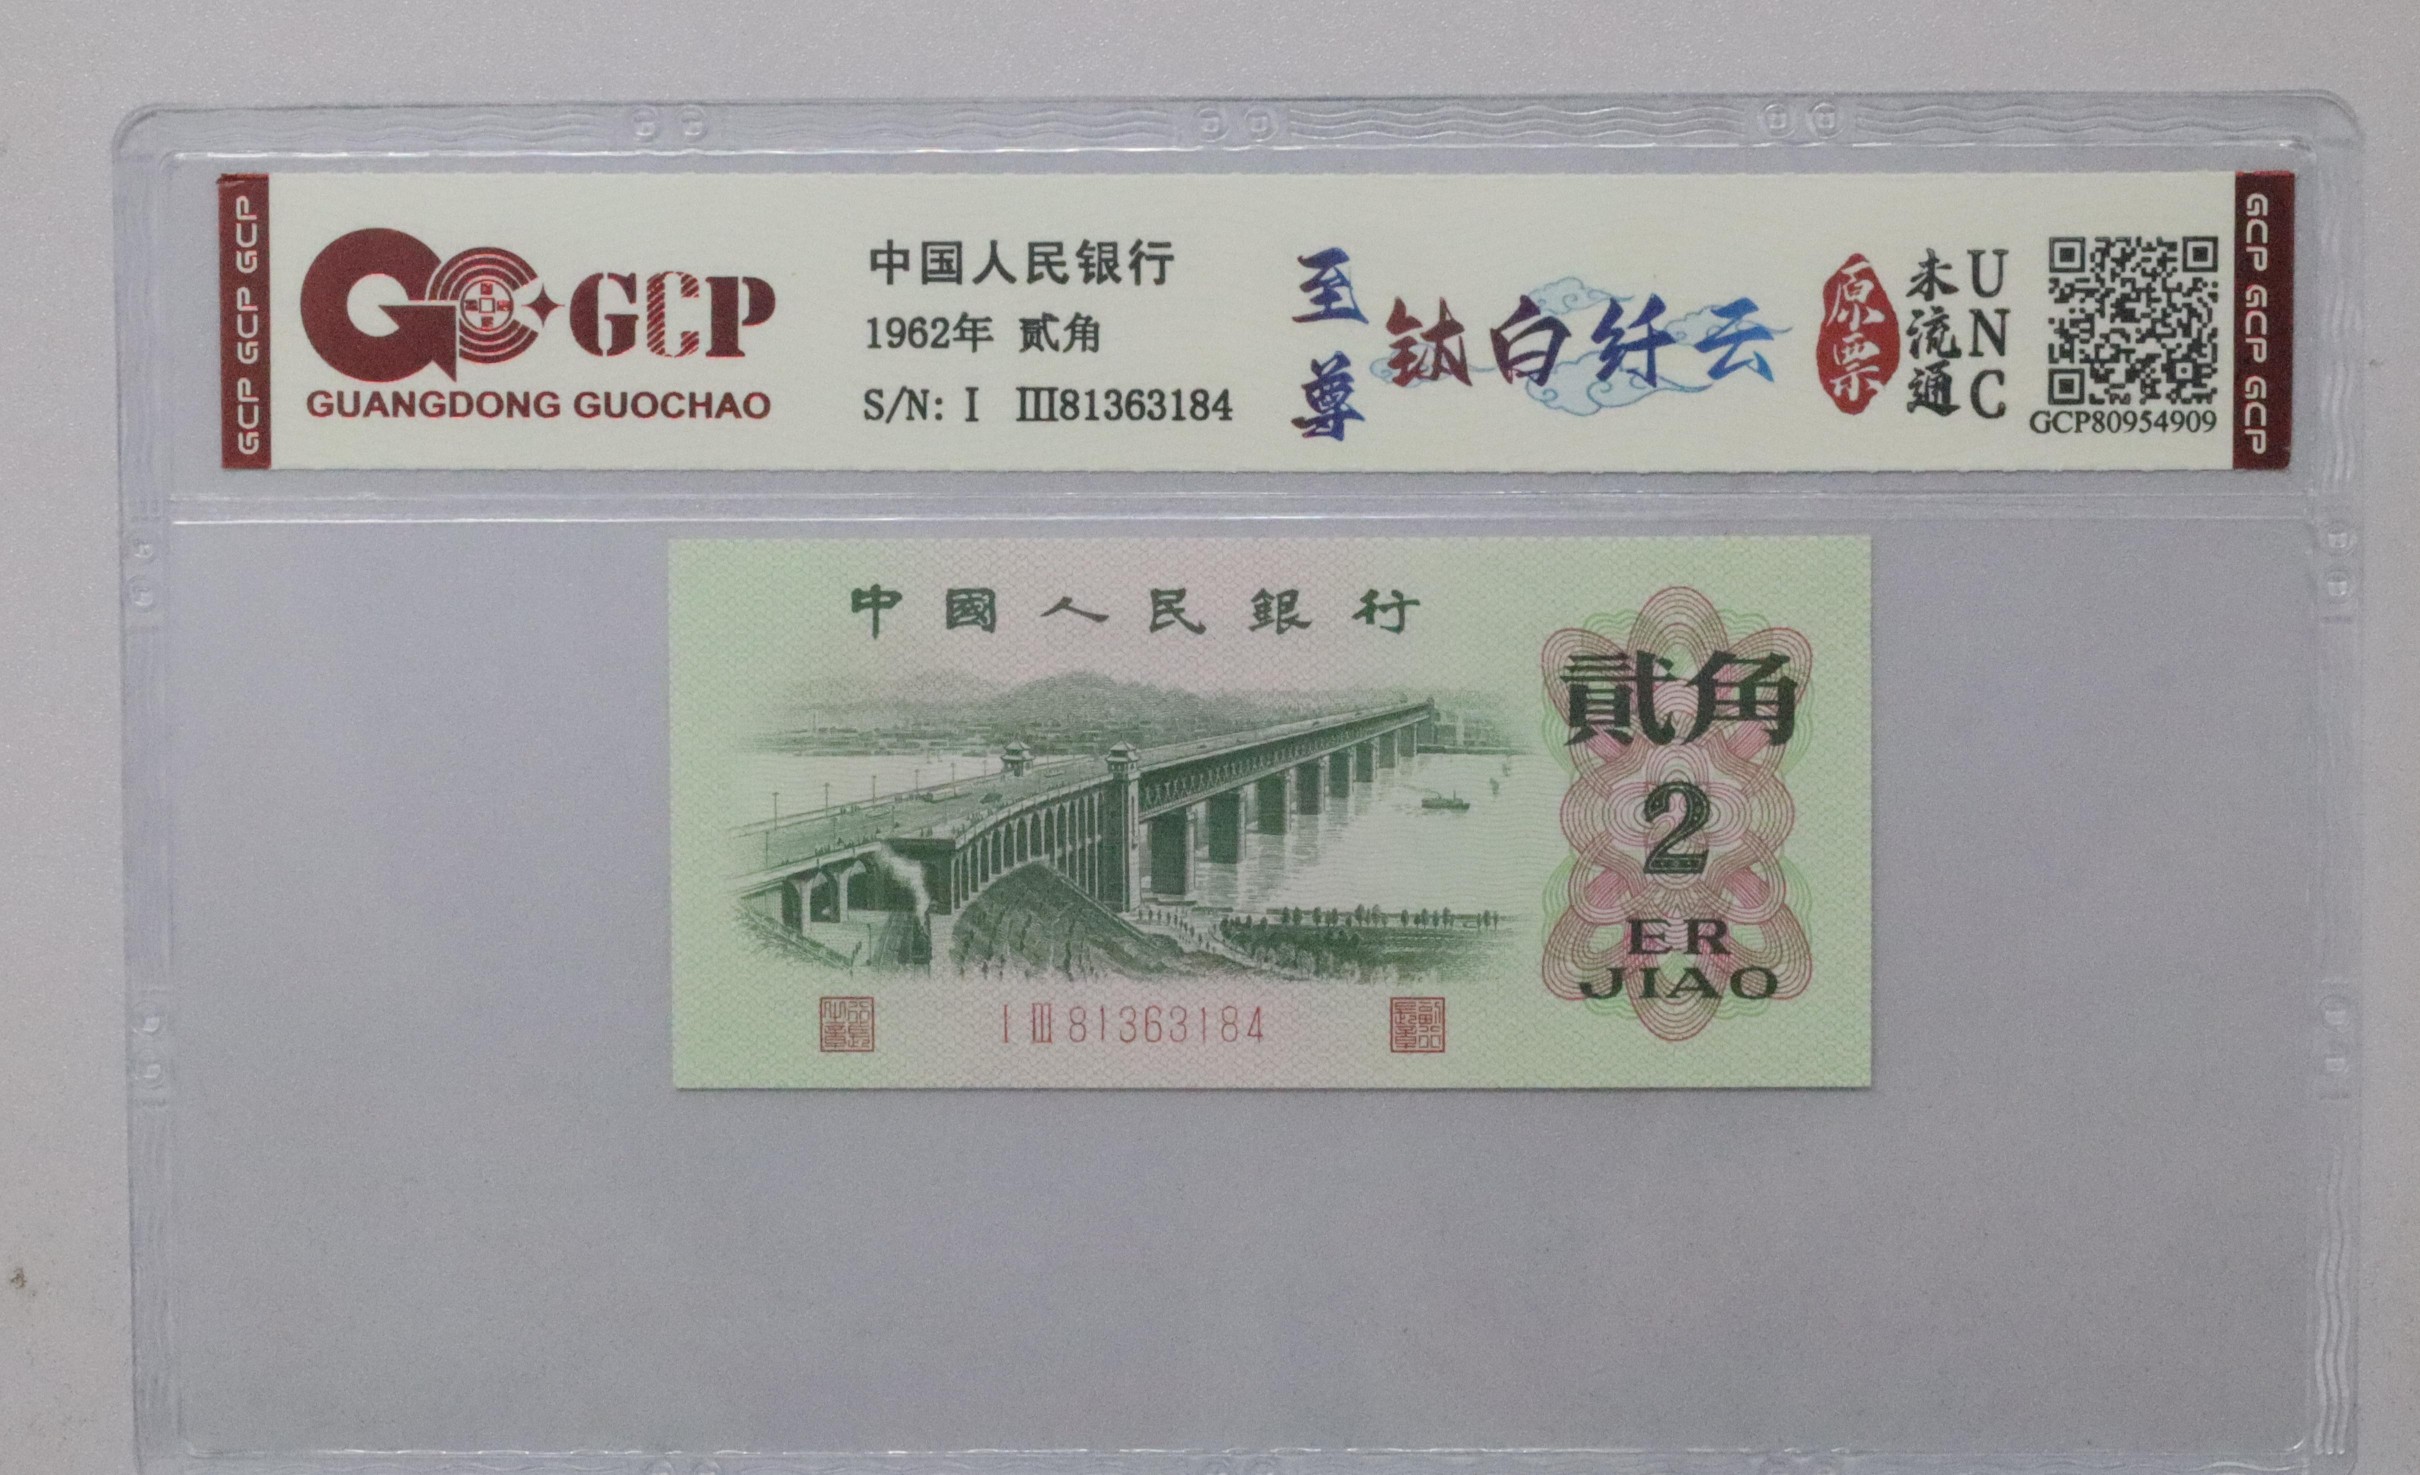 GCP GCP GCP
GCP
GUANGDONG GUOCHAO
中国人民银行
1962年 贰角
S/N: I III81363184
至尊
钛白纤云
原票
未流通
UNC
GCP80954909
GCP GCP GCP
中國人民銀行
貳角
2
ER
JIAO
I III 81363184